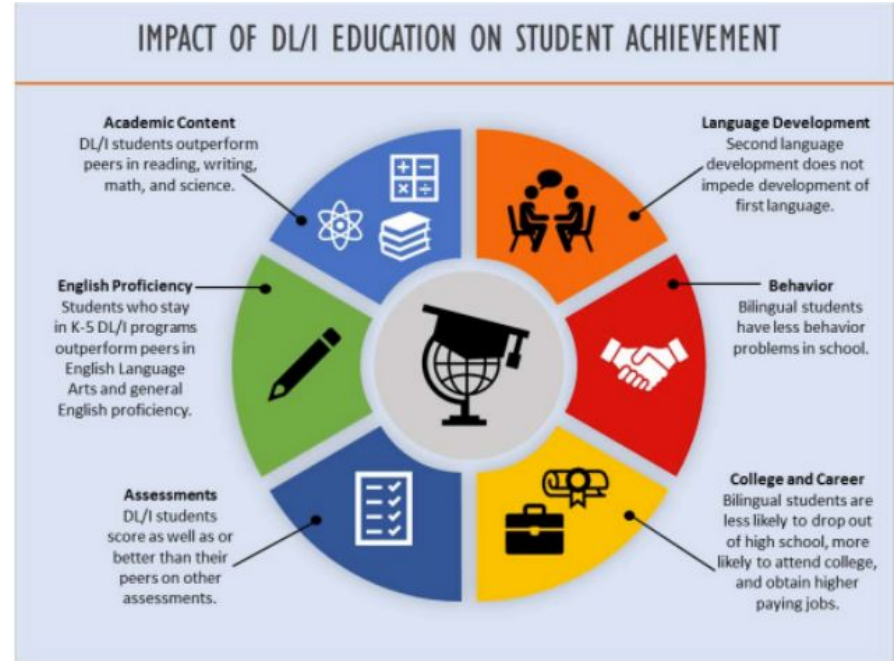 IMPACT OF DL/I EDUCATION ON STUDENT ACHIEVEMENT
Academic Content
DL/I students outperform
peers in reading, writing,
math, and science.
Language Development
Second language
development does not
impede development of
first language.
English Proficiency
Students who stay
in K-5 DL/I programs
outperform peers in
English Language
Arts and general
English proficiency.
Behavior
Bilingual students
have less behavior
problems in school.
Assessments
DL/I students
score as well as or
better than their
peers on other
assessments.
College and Career
Bilingual students are
less likely to drop out
of high school, more
likely to attend college,
and obtain higher
paying jobs.